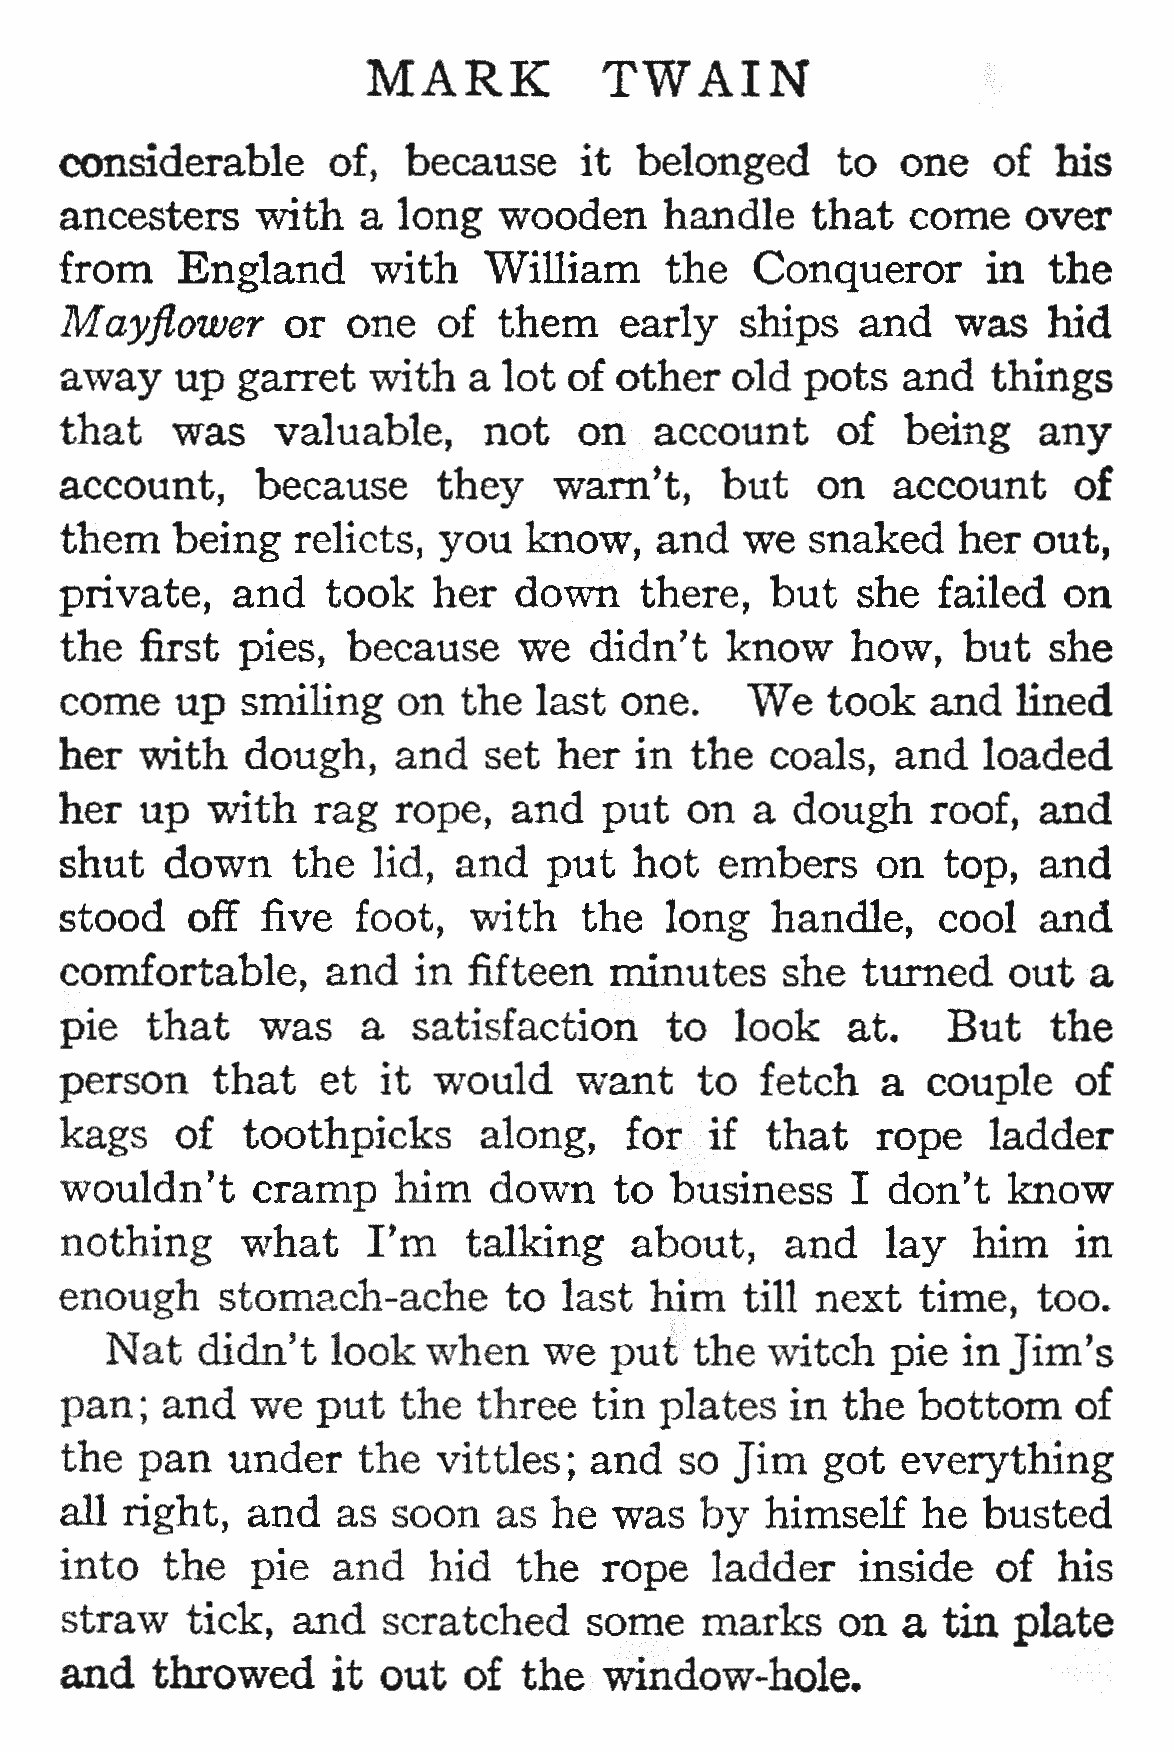 MARK TWAIN
considerable of, because it belonged to one of his
ancesters with a long wooden handle that come over
from England with William the Conqueror in the
Mayflower or one of them early ships and was hid
away up garret with a lot of other old pots and things
that was valuable, not on account of being any
account, because they warn't, but on account of
them being relicts, you know, and we snaked her out,
private, and took her down there, but she failed on
the first pies, because we didn't know how, but she
come up smiling on the last one. We took and lined
her with dough, and set her in the coals, and loaded
her up with rag rope, and put on a dough roof, and
shut down the lid, and put hot embers on top, and
stood off five foot, with the long handle, cool and
comfortable, and in fifteen minutes she turned out a
pie that was a satisfaction to look at. But the
person that et it would want to fetch a couple of
kags of toothpicks along, for if that rope ladder
wouldn't cramp him down to business I don't know
nothing what I'm talking about, and lay him in
enough stomach-ache to last him till next time, too.
Nat didn't look when we put the witch pie in Jim's
pan; and we put the three tin plates in the bottom of
the pan under the vittles; and so Jim got everything
all right, and as soon as he was by himself he busted
into the pie and hid the rope ladder inside of his
straw tick, and scratched some marks on a tin plate
and throwed it out of the window-hole.